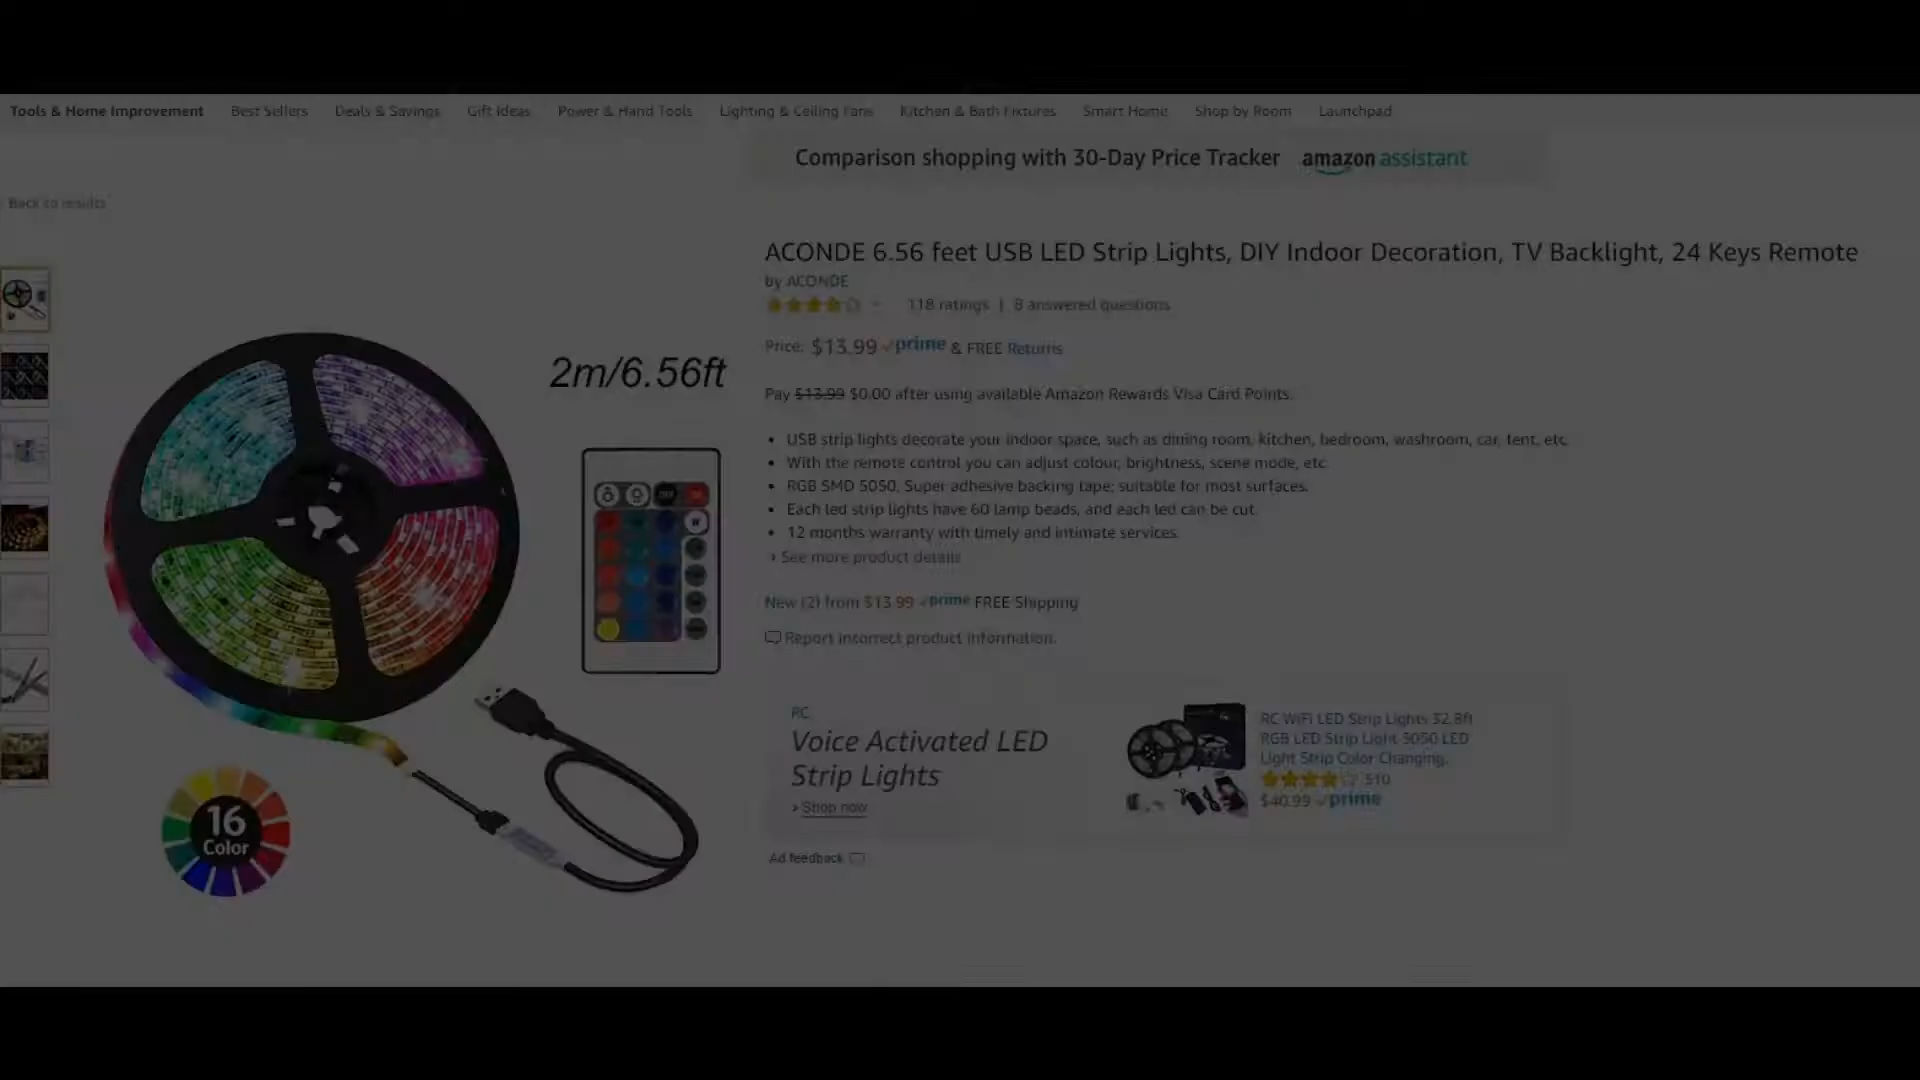 Tools & Home Improvement Best Sellers Deals & Savings Gift Ideas Power & Hand Tools Lighting & Ceiling Fans Kitchen & Bath Fixtures Smart Home Shop by Room Launchpad
Comparison shopping with 30-Day Price Tracker amazon assistant
Back to results
ACONDE 6.56 feet USB LED Strip Lights, DIY Indoor Decoration, TV Backlight, 24 Keys Remote
by ACONDE
118 ratings | 8 answered questions
Price: $13.99 prime & FREE Returns
Pay $13.99 $0.00 after using available Amazon Rewards Visa Card Points.
• USB strip lights decorate your indoor space, such as dining room, kitchen, bedroom, washroom, car, tent, etc.
• With the remote control you can adjust colour, brightness, scene mode, etc.
• RGB SMD 5050, Super adhesive backing tape; suitable for most surfaces.
• Each led strip lights have 60 lamp beads, and each led can be cut.
• 12 months warranty with timely and intimate services.
› See more product details
New (2) from $13.99 prime FREE Shipping
Report incorrect product information.
2m/6.56ft
OFF
W
16
Color
RC
Voice Activated LED
Strip Lights
› Shop now
RC WiFi LED Strip Lights 32.8ft
RGB LED Strip Light 5050 LED
Light Strip Color Changing,
510
$40.99 prime
Ad feedback